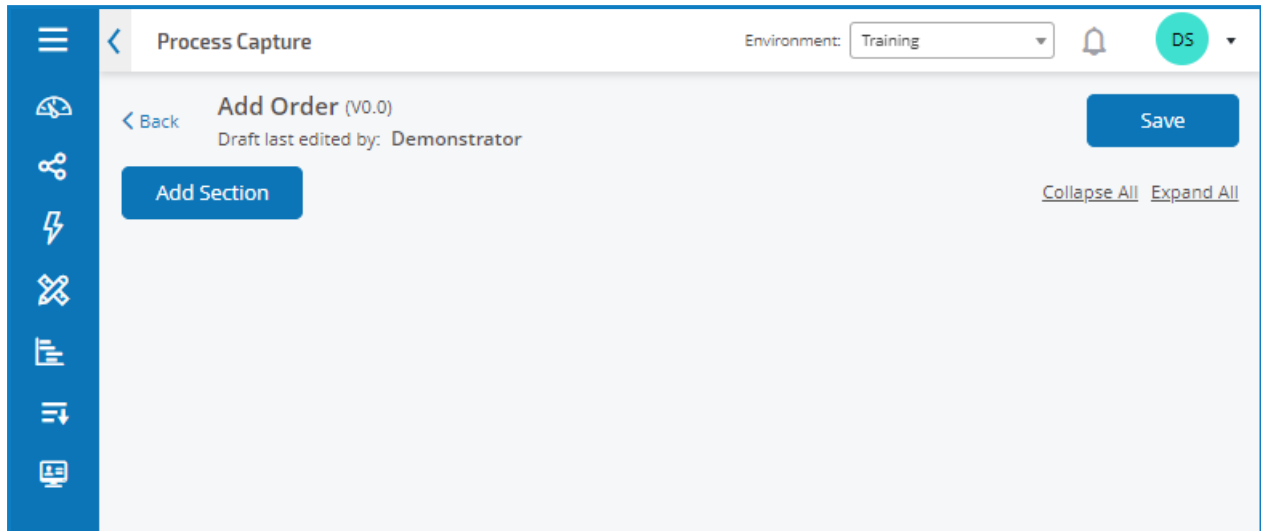 Process Capture
Environment: Training
DS
Back
Add Order (V0.0)
Draft last edited by: Demonstrator
Save
Add Section
Collapse All Expand All